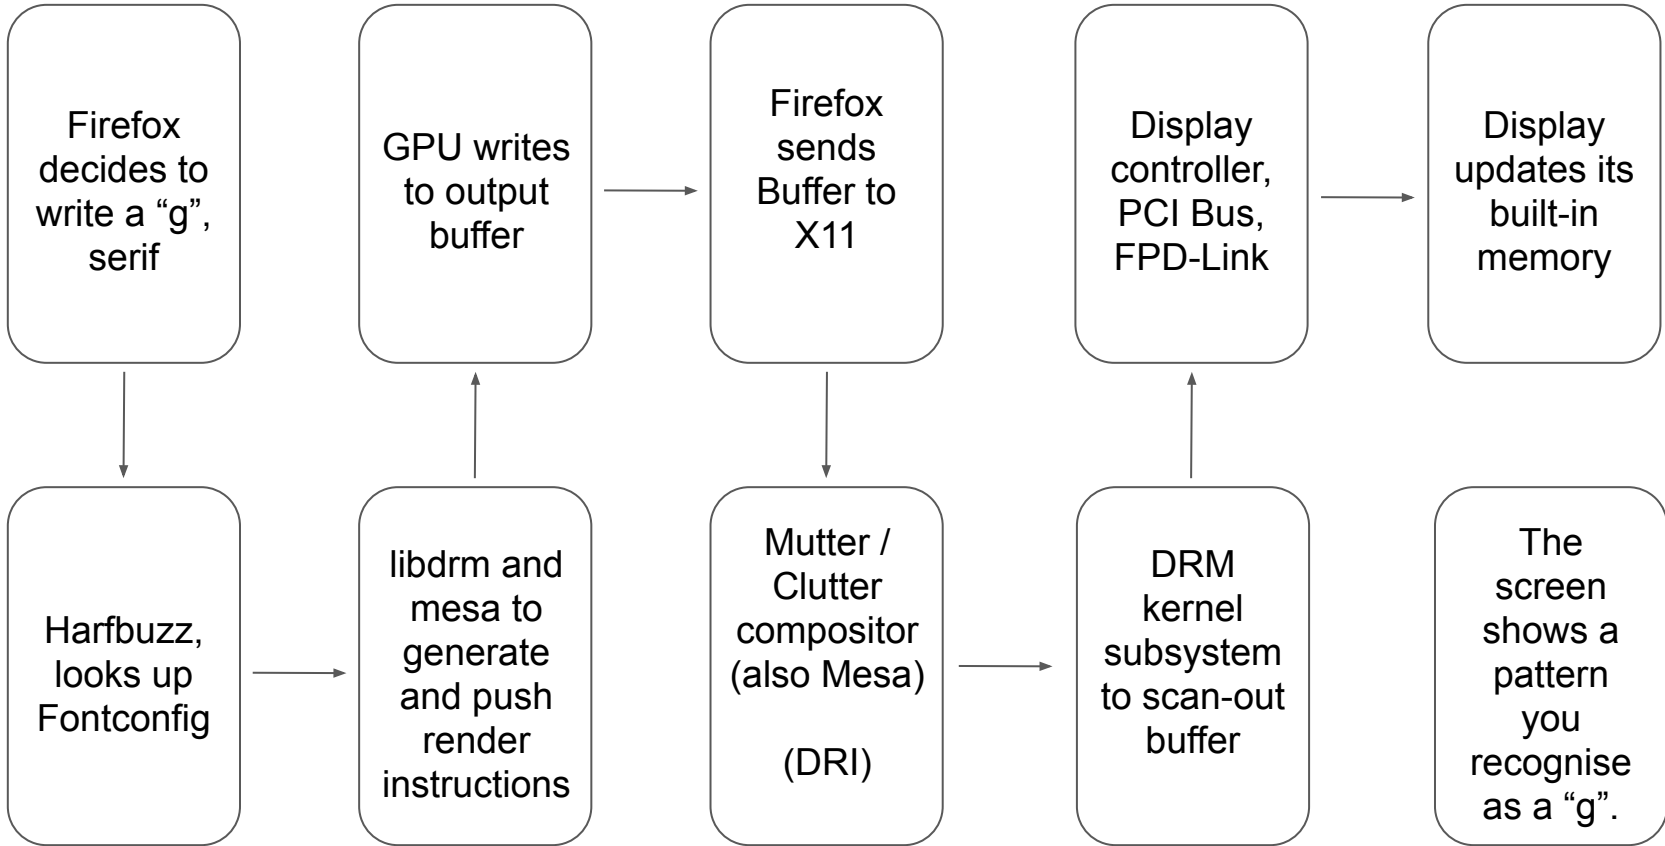 Firefox
decides to
write a “g”,
serif
Harfbuzz,
looks up
Fontconfig
libdrm and
mesa to
generate
and push
render
instructions
GPU writes
to output
buffer
Firefox
sends
Buffer to
X11
Mutter /
Clutter
compositor
(also Mesa)
(DRI)
DRM
kernel
subsystem
to scan-out
buffer
Display
controller,
PCI Bus,
FPD-Link
Display
updates its
built-in
memory
The
screen
shows a
pattern
you
recognise
as a “g”.